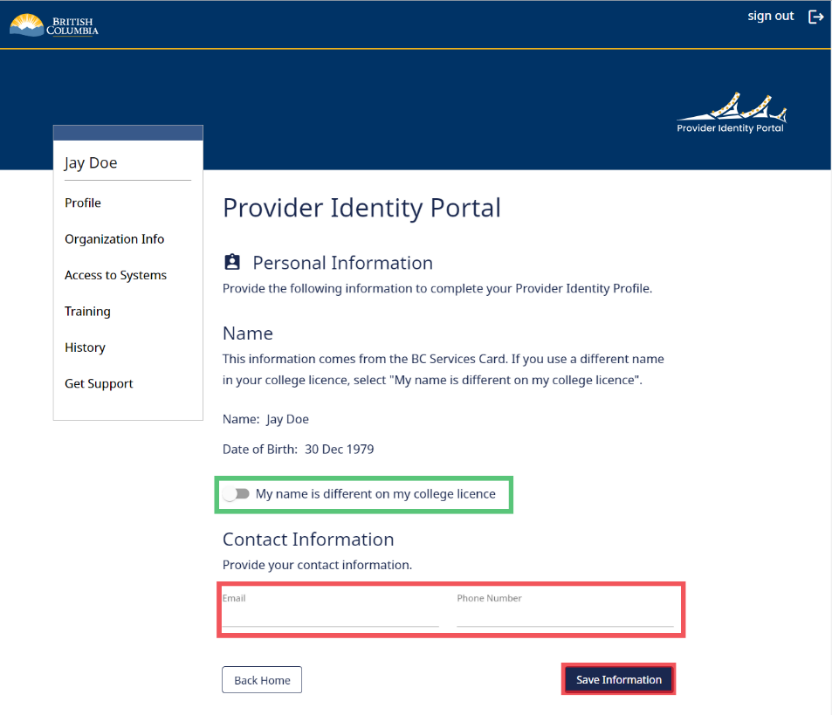 BRITISH
COLUMBIA
sign out
Provider Identity Portal
Jay Doe
Profile
Organization Info
Access to Systems
Training
History
Get Support
Provider Identity Portal
Personal Information
Provide the following information to complete your Provider Identity Profile.
Name
This information comes from the BC Services Card. If you use a different name
in your college licence, select "My name is different on my college licence".
Name: Jay Doe
Date of Birth: 30 Dec 1979
My name is different on my college licence
Contact Information
Provide your contact information.
Email
Phone Number
Back Home
Save Information